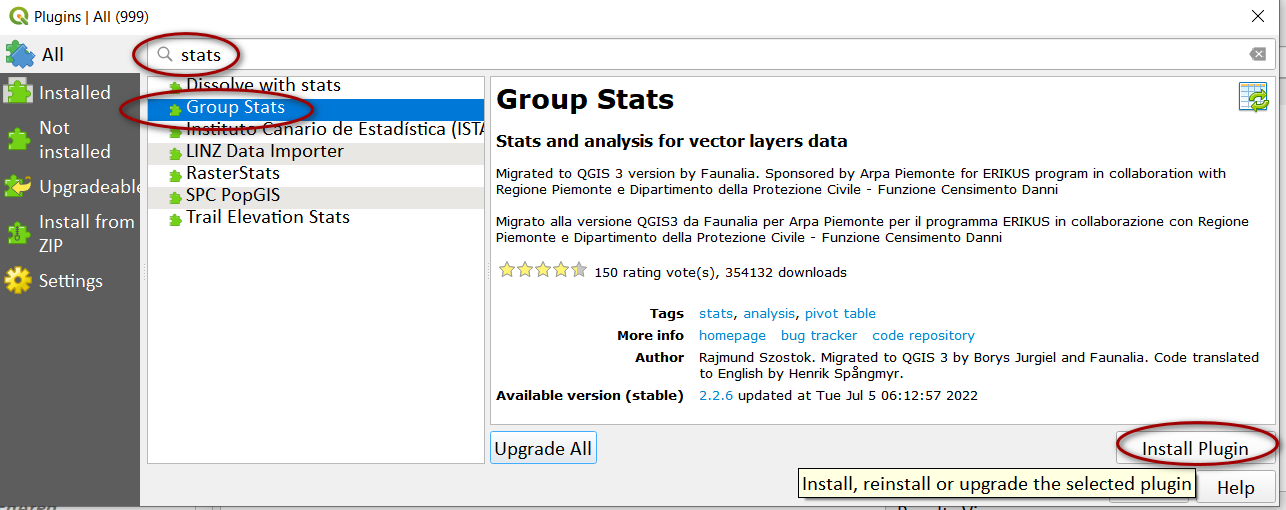 Plugins | All (999)
All
stats
Installed
Not
installed
Upgradeable
Install from
ZIP
Settings
Dissolve with stats
Group Stats
Instituto Canario de Estadística (ISTA
LINZ Data Importer
RasterStats
SPC PopGIS
Trail Elevation Stats
Group Stats
Stats and analysis for vector layers data
Migrated to QGIS 3 version by Faunalia. Sponsored by Arpa Piemonte for ERIKUS program in collaboration with
Regione Piemonte e Dipartimento della Protezione Civile - Funzione Censimento Danni
Migrato alla versione QGIS3 da Faunalia per Arpa Piemonte per il programma ERIKUS in collaborazione con Regione
Piemonte e Dipartimento della Protezione Civile - Funzione Censimento Danni
150 rating vote(s), 354132 downloads
Tags stats, analysis, pivot table
More info homepage bug tracker code repository
Author Rajmund Szostok. Migrated to QGIS 3 by Borys Jurgiel and Faunalia. Code translated
to English by Henrik Spångmyr.
Available version (stable) 2.2.6 updated at Tue Jul 5 06:12:57 2022
Upgrade All
Install Plugin
Install, reinstall or upgrade the selected plugin
Help